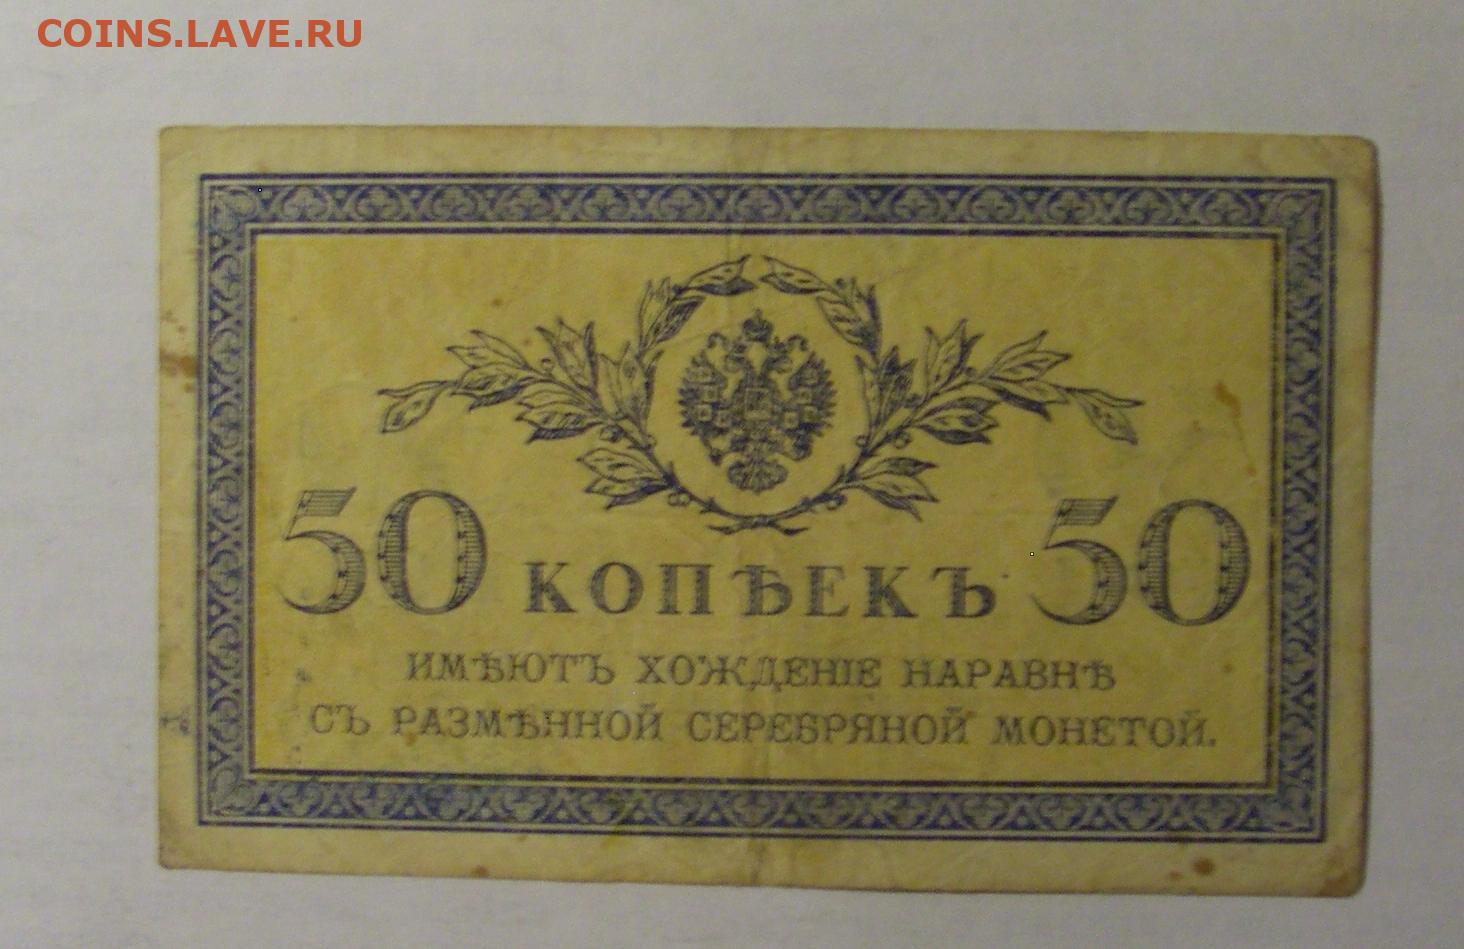 COINS.LAVE.RU
50 КОПѢЕКЪ 50
ИМѢЮТЪ ХОЖДЕНІЕ НАРАВНѢ
СЪ РАЗМѢННОЙ СЕРЕБРЯНОЙ МОНЕТОЙ.